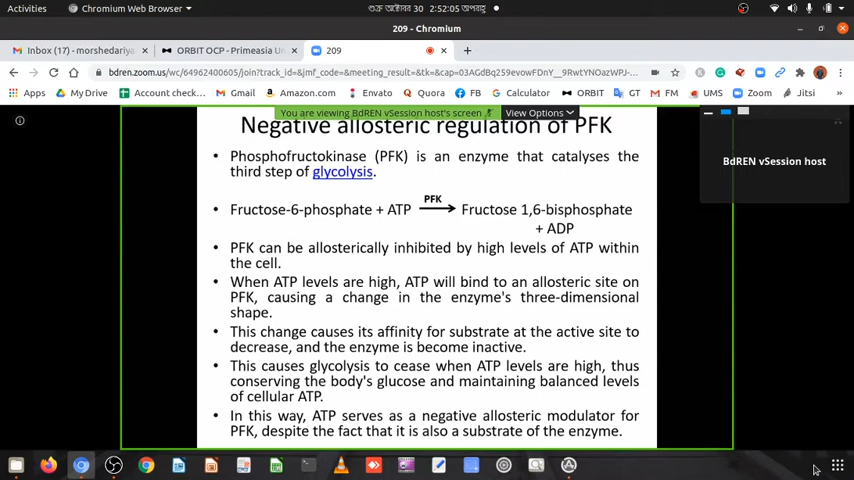 Activities Chromium Web Browser শুক্র অক্টোবর 30 2:52:05 অপরাহ্ণ
209 - Chromium
Inbox (17) - morshedariya ORBIT OCP - Primeasia Univers 209
bdren.zoom.us/wc/64962400605/join?track_id=&jmf_code=&meeting_result=&tk=&cap=03AGdBq259evowFDnY__9RwtYNOazWPJ-...
Apps My Drive Account check... Gmail Amazon.com Envato Quora Calculator ORBIT GT FM UMS Zoom Zoom Jitsi
You are viewing BdREN vSession host's screen View Options
Negative allosteric regulation of PFK
BdREN vSession host
• Phosphofructokinase (PFK) is an enzyme that catalyses the
third step of glycolysis.
PFK
• Fructose-6-phosphate + ATP → Fructose 1,6-bisphosphate
+ ADP
• PFK can be allosterically inhibited by high levels of ATP within
the cell.
• When ATP levels are high, ATP will bind to an allosteric site on
PFK, causing a change in the enzyme's three-dimensional
shape.
• This change causes its affinity for substrate at the active site to
decrease, and the enzyme is become inactive.
• This causes glycolysis to cease when ATP levels are high, thus
conserving the body's glucose and maintaining balanced levels
of cellular ATP.
• In this way, ATP serves as a negative allosteric modulator for
PFK, despite the fact that it is also a substrate of the enzyme.